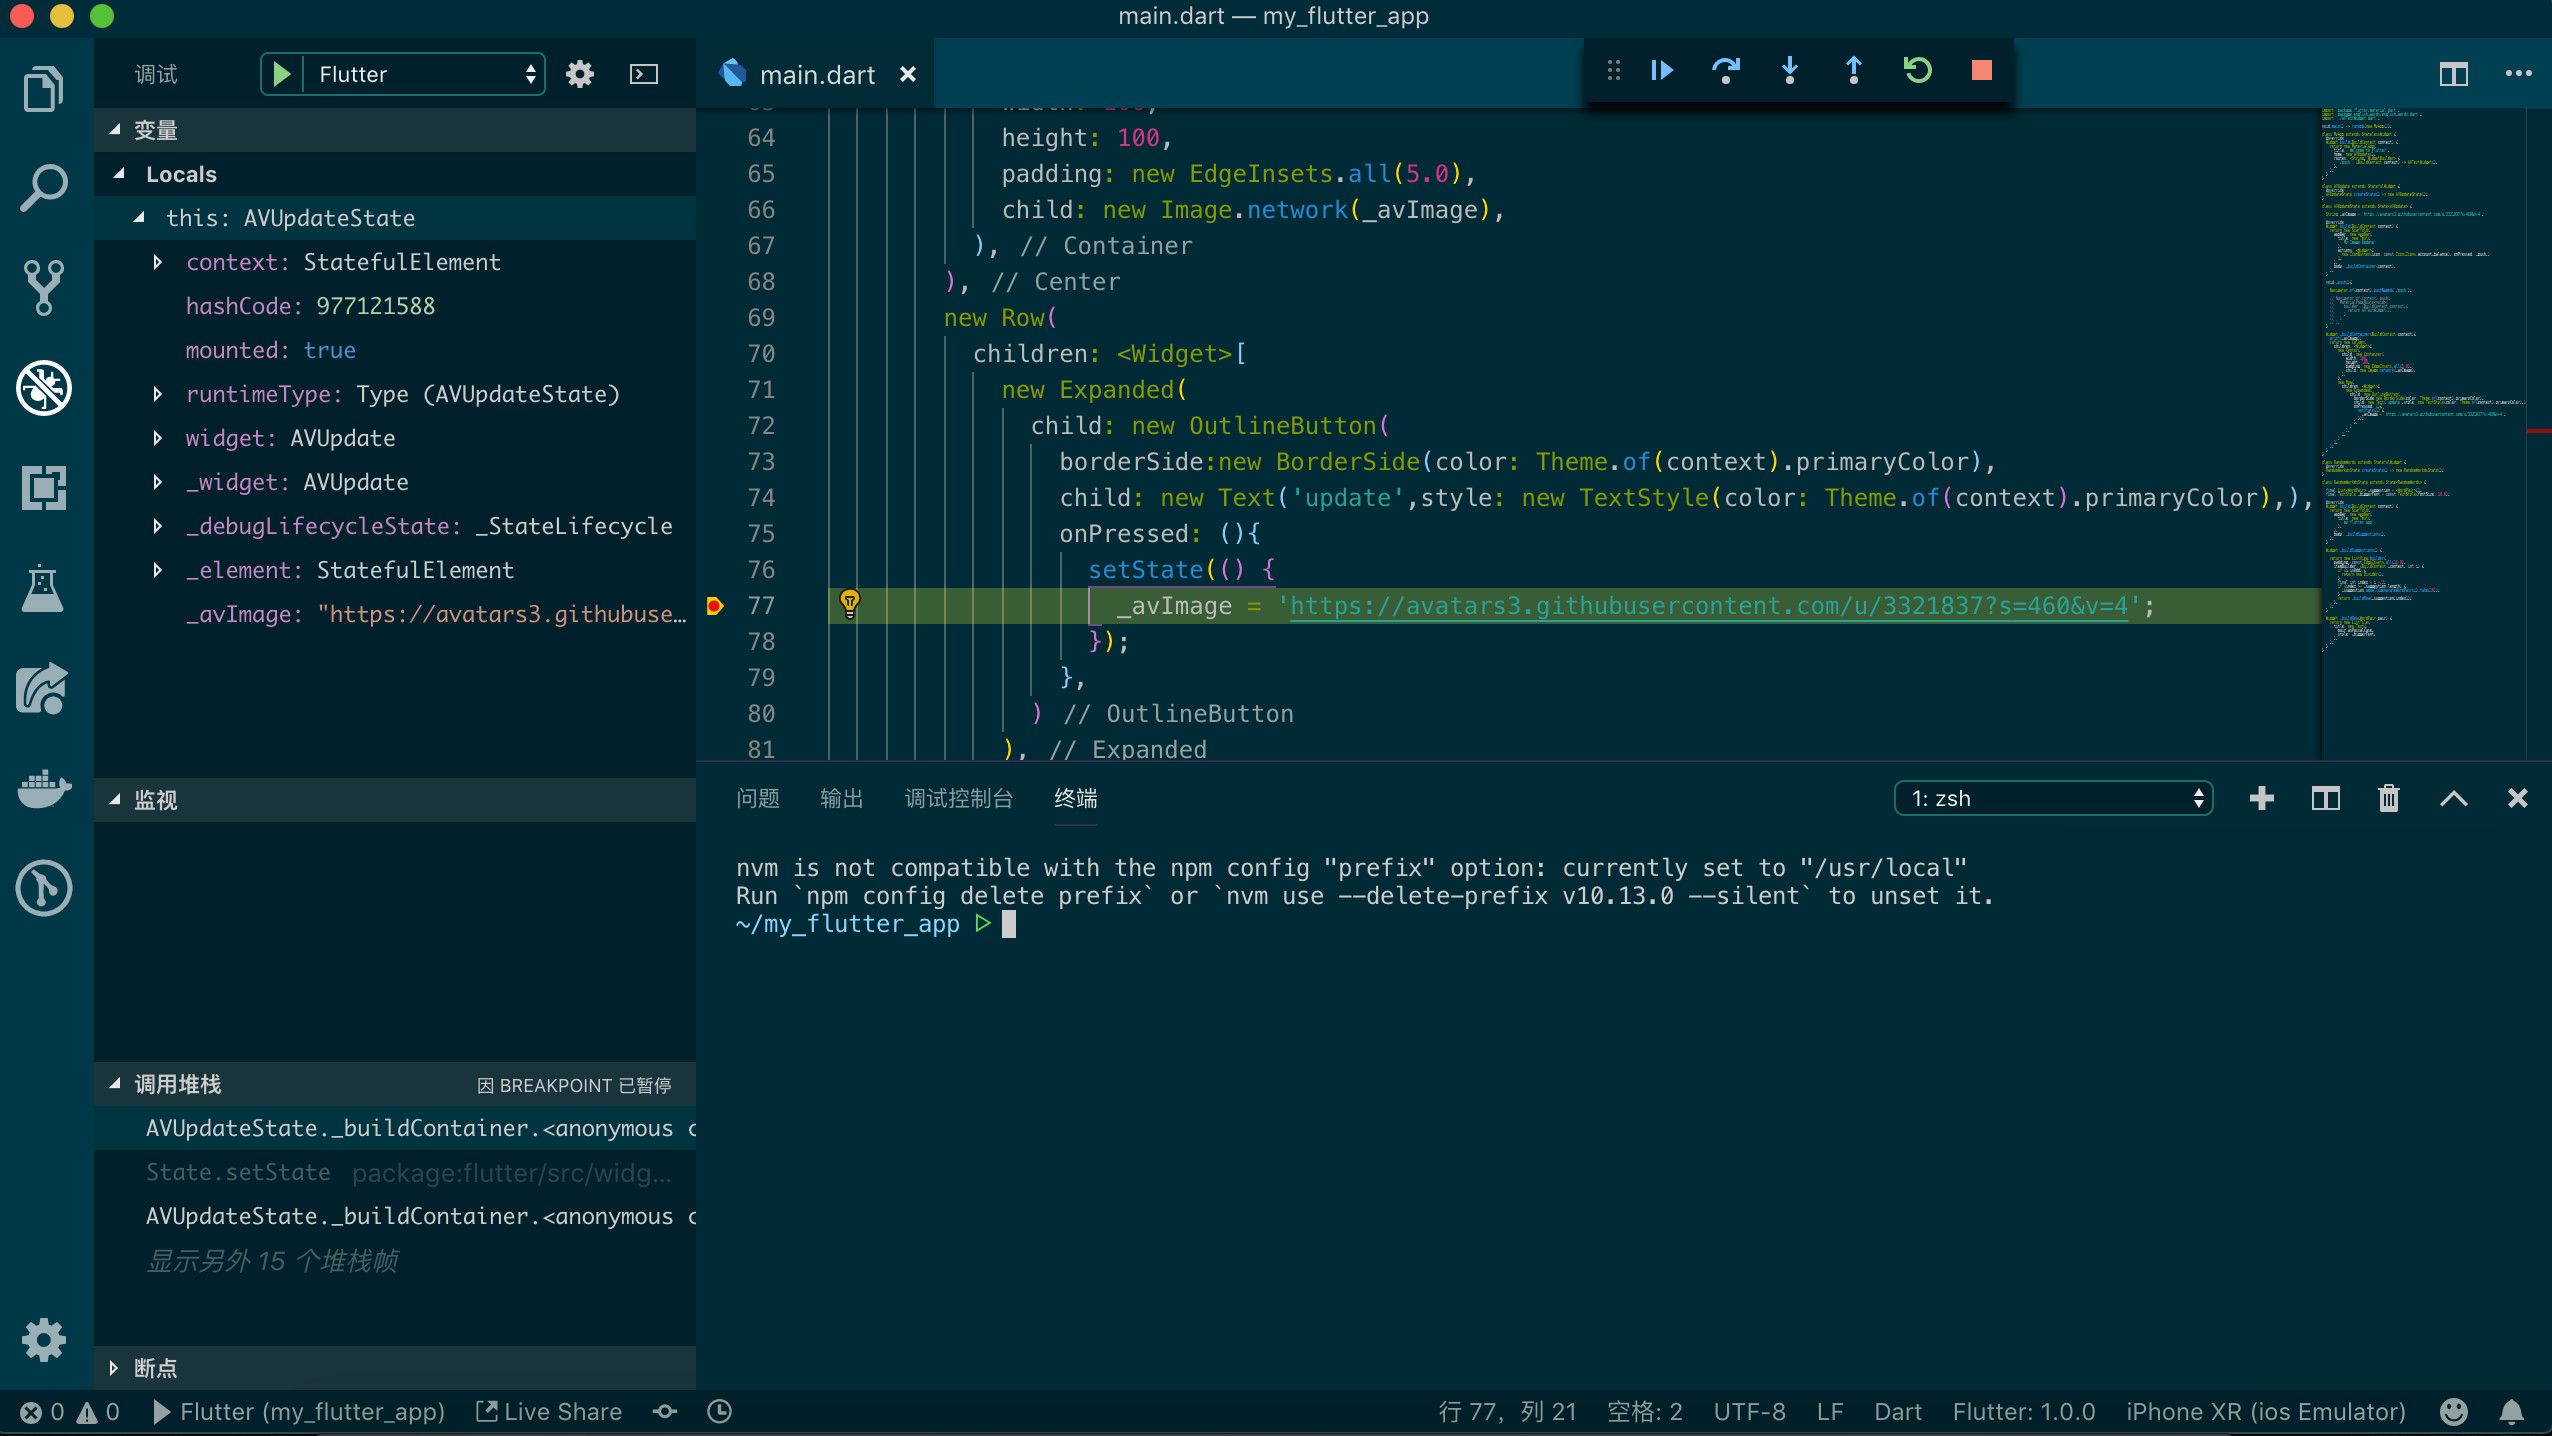 main.dart — my_flutter_app
调试
Flutter
main.dart
变量
Locals
this: AVUpdateState
context: StatefulElement
hashCode: 977121588
mounted: true
runtimeType: Type (AVUpdateState)
widget: AVUpdate
_widget: AVUpdate
_debugLifecycleState: _StateLifecycle
_element: StatefulElement
_avImage: "https://avatars3.githubuse…
监视
调用堆栈 因 BREAKPOINT 已暂停
AVUpdateState._buildContainer.<anonymous c
State.setState package:flutter/src/widg...
AVUpdateState._buildContainer.<anonymous c
显示另外 15 个堆栈帧
断点
64 height: 100,
65 padding: new EdgeInsets.all(5.0),
66 child: new Image.network(_avImage),
67 ), // Container
68 ), // Center
69 new Row(
70 children: <Widget>[
71 new Expanded(
72 child: new OutlineButton(
73 borderSide:new BorderSide(color: Theme.of(context).primaryColor),
74 child: new Text('update',style: new TextStyle(color: Theme.of(context).primaryColor),),
75 onPressed: (){
76 setState(() {
77 _avImage = 'https://avatars3.githubusercontent.com/u/3321837?s=460&v=4';
78 });
79 },
80 ) // OutlineButton
81 ), // Expanded
问题 输出 调试控制台 终端
1: zsh
nvm is not compatible with the npm config "prefix" option: currently set to "/usr/local"
Run `npm config delete prefix` or `nvm use --delete-prefix v10.13.0 --silent` to unset it.
~/my_flutter_app
0 0 Flutter (my_flutter_app) Live Share
行 77，列 21 空格: 2 UTF-8 LF Dart Flutter: 1.0.0 iPhone XR (ios Emulator)